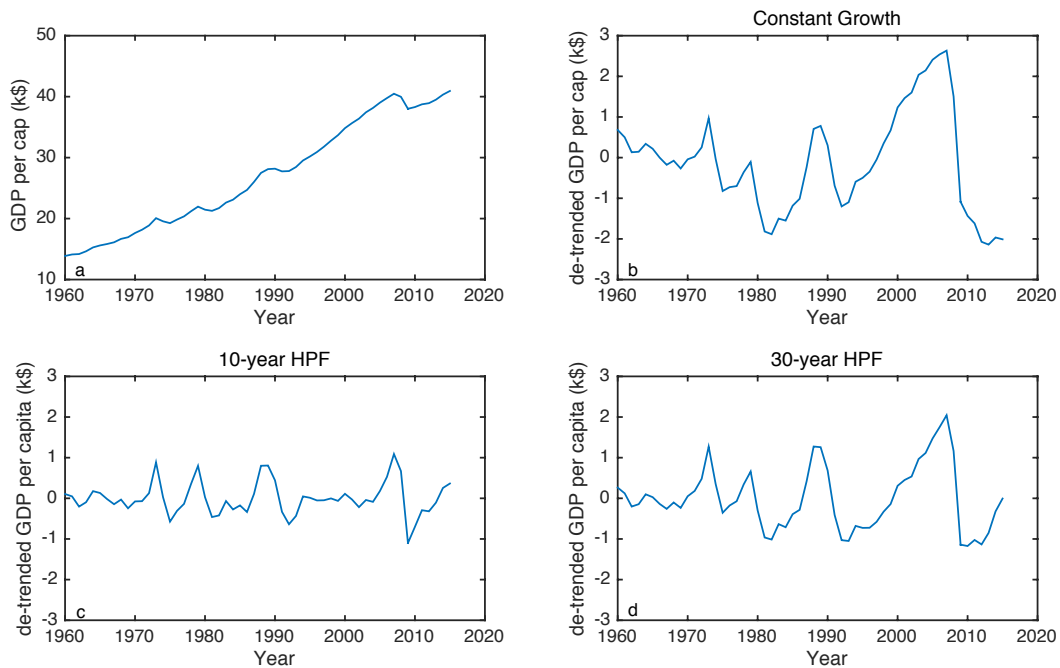 50
40
30
20
10
GDP per cap (k$)
a
1960 1970 1980 1990 2000 2010 2020
Year
Constant Growth
3
2
1
0
-1
-2
-3
de-trended GDP per cap (k$)
b
1960 1970 1980 1990 2000 2010 2020
Year
10-year HPF
3
2
1
0
-1
-2
-3
de-trended GDP per capita (k$)
c
1960 1970 1980 1990 2000 2010 2020
Year
30-year HPF
3
2
1
0
-1
-2
-3
de-trended GDP per capita (k$)
d
1960 1970 1980 1990 2000 2010 2020
Year